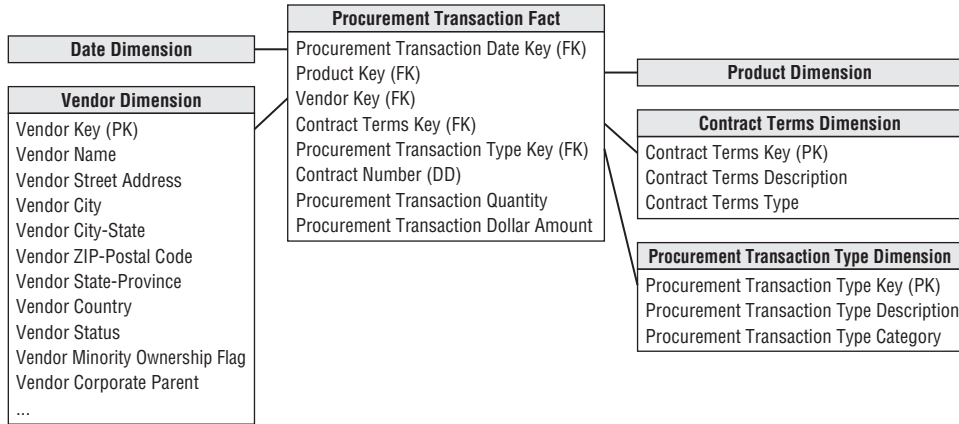 Date Dimension
Vendor Dimension
Vendor Key (PK)
Vendor Name
Vendor Street Address
Vendor City
Vendor City-State
Vendor ZIP-Postal Code
Vendor State-Province
Vendor Country
Vendor Status
Vendor Minority Ownership Flag
Vendor Corporate Parent
...
Procurement Transaction Fact
Procurement Transaction Date Key (FK)
Product Key (FK)
Vendor Key (FK)
Contract Terms Key (FK)
Procurement Transaction Type Key (FK)
Contract Number (DD)
Procurement Transaction Quantity
Procurement Transaction Dollar Amount
Product Dimension
Contract Terms Dimension
Contract Terms Key (PK)
Contract Terms Description
Contract Terms Type
Procurement Transaction Type Dimension
Procurement Transaction Type Key (PK)
Procurement Transaction Type Description
Procurement Transaction Type Category